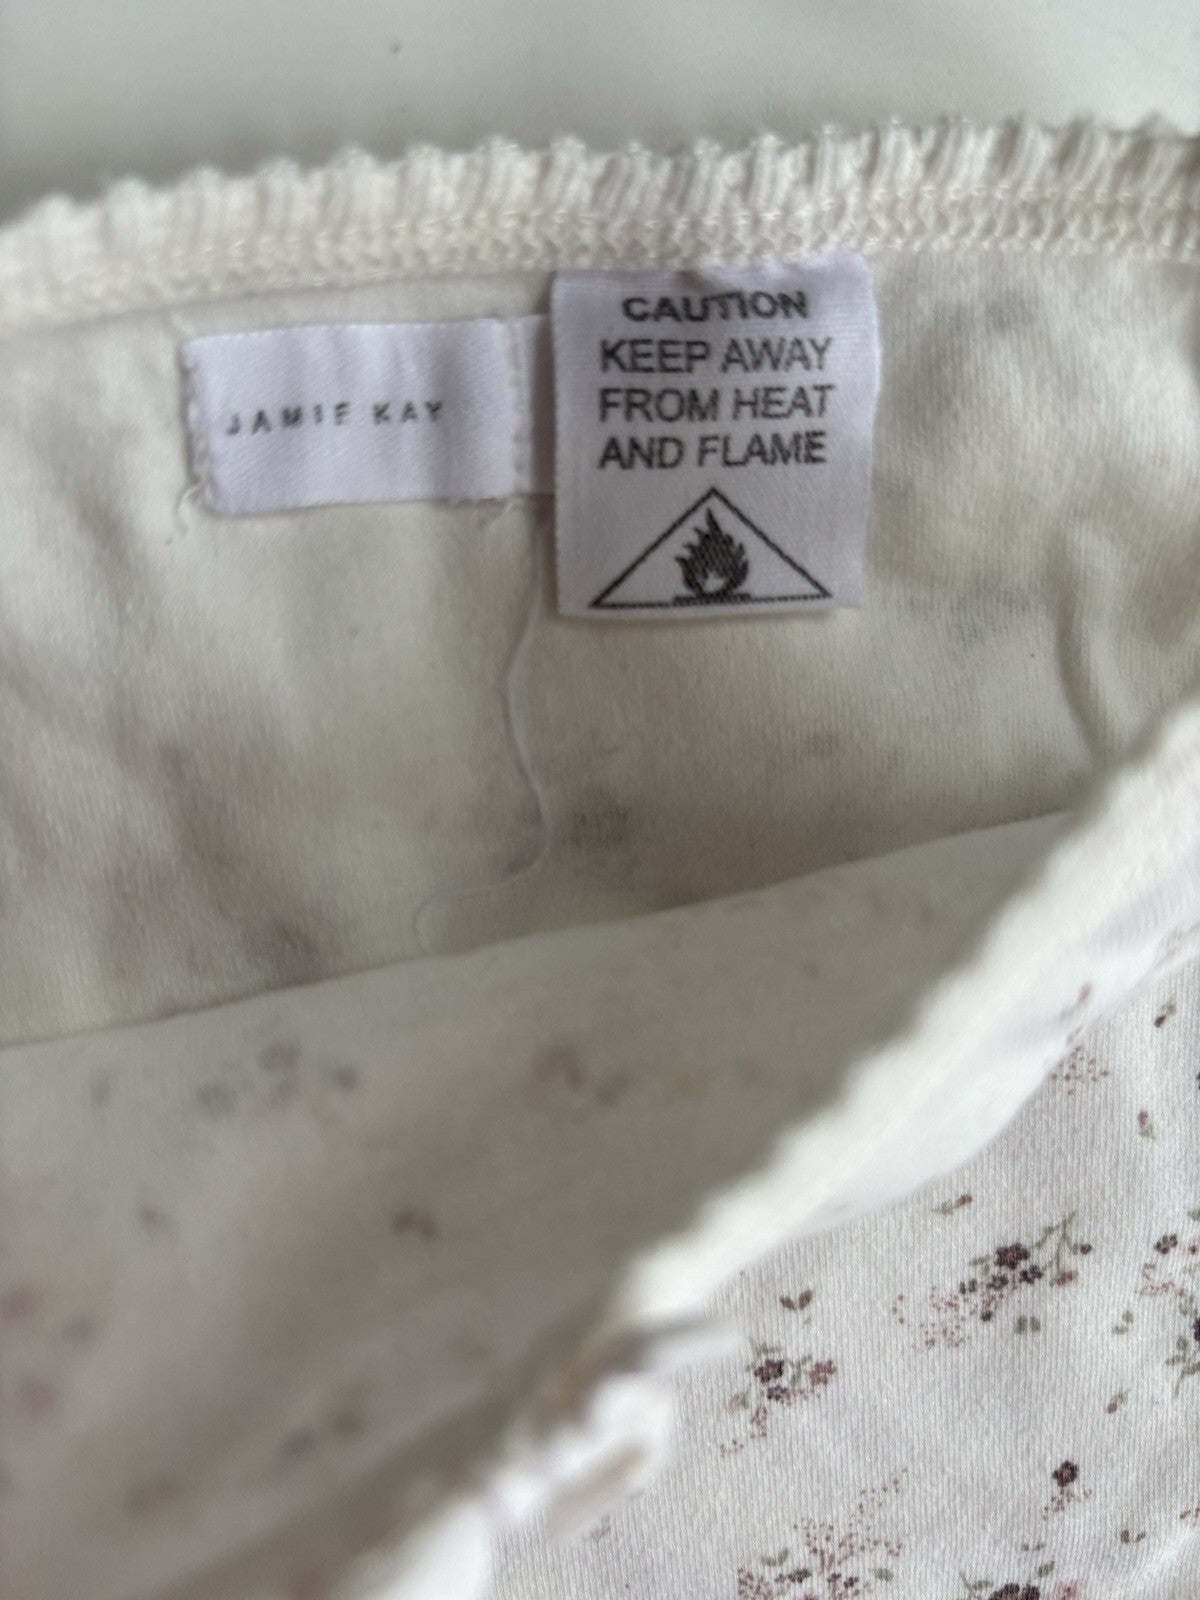 JAMIE KAY
CAUTION
KEEP AWAY
FROM HEAT
AND FLAME